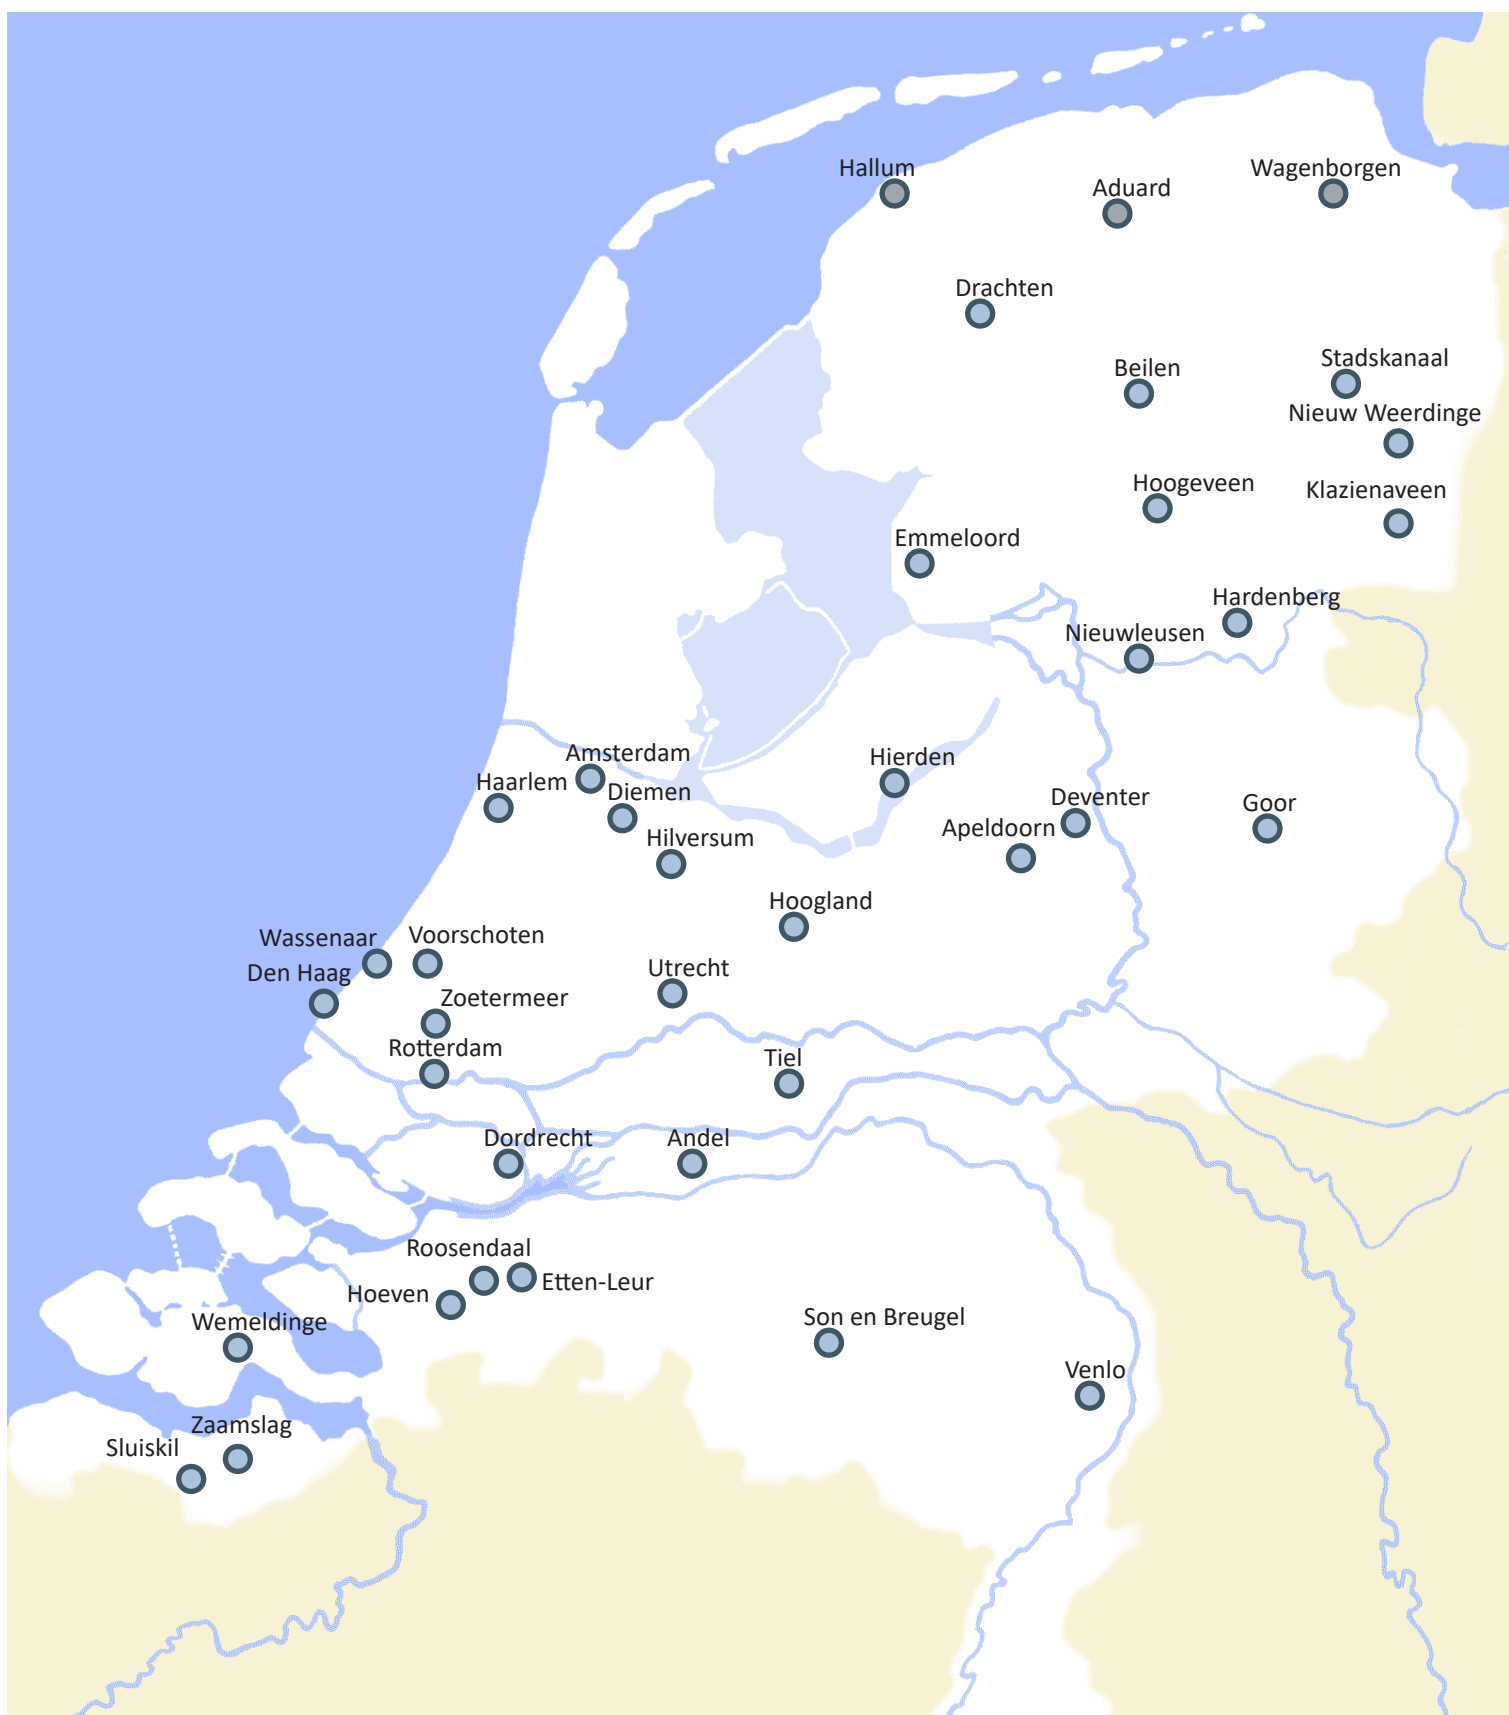 Hallum
Wagenborgen
Aduard
Drachten
Stadskanaal
Beilen
Nieuw Weerdinge
Hoogeveen
Klazienaveen
Emmeloord
Hardenberg
Nieuwleusen
Amsterdam
Hierden
Haarlem
Diemen
Deventer
Goor
Apeldoorn
Hilversum
Hoogland
Wassenaar
Voorschoten
Utrecht
Den Haag
Zoetermeer
Rotterdam
Tiel
Dordrecht
Andel
Roosendaal
Etten-Leur
Hoeven
Son en Breugel
Wemeldinge
Venlo
Zaamslag
Sluiskil